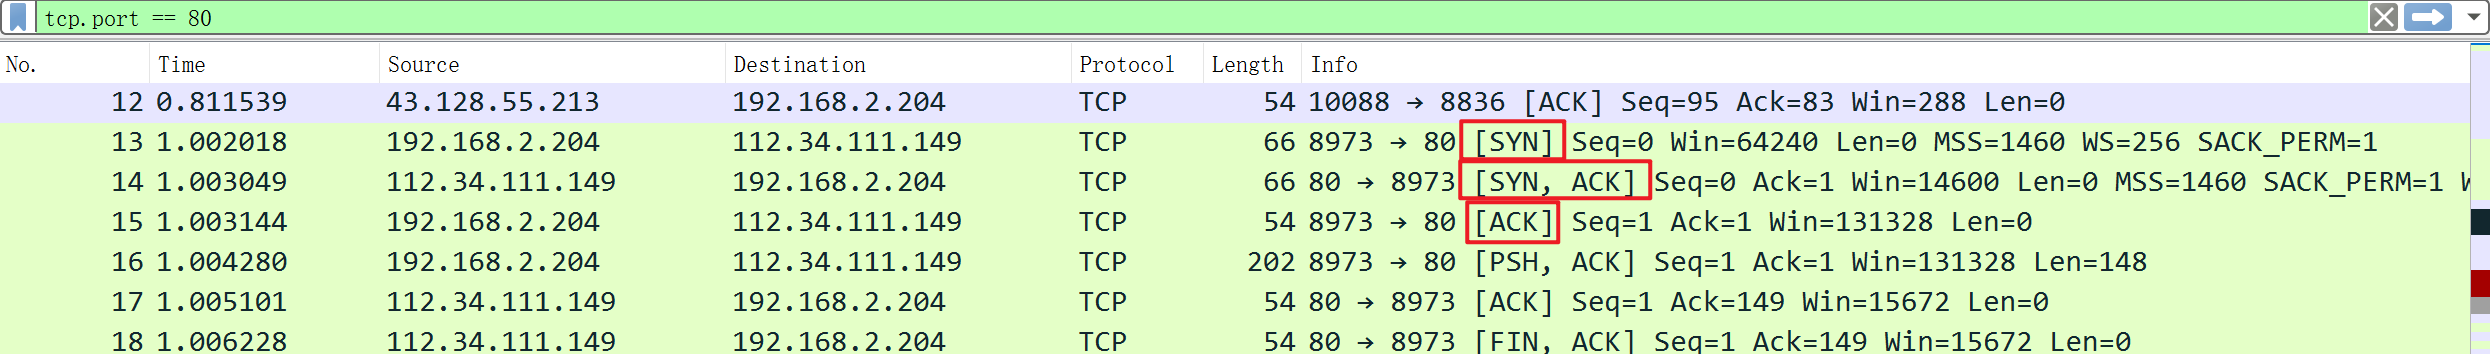 tcp.port == 80
No. Time Source Destination Protocol Length Info
12 0.811539 43.128.55.213 192.168.2.204 TCP 54 10088 → 8836 [ACK] Seq=95 Ack=83 Win=288 Len=0
13 1.002018 192.168.2.204 112.34.111.149 TCP 66 8973 → 80 [SYN] Seq=0 Win=64240 Len=0 MSS=1460 WS=256 SACK_PERM=1
14 1.003049 112.34.111.149 192.168.2.204 TCP 66 80 → 8973 [SYN, ACK] Seq=0 Ack=1 Win=14600 Len=0 MSS=1460 SACK_PERM=1
15 1.003144 192.168.2.204 112.34.111.149 TCP 54 8973 → 80 [ACK] Seq=1 Ack=1 Win=131328 Len=0
16 1.004280 192.168.2.204 112.34.111.149 TCP 202 8973 → 80 [PSH, ACK] Seq=1 Ack=1 Win=131328 Len=148
17 1.005101 112.34.111.149 192.168.2.204 TCP 54 80 → 8973 [ACK] Seq=1 Ack=149 Win=15672 Len=0
18 1.006228 112.34.111.149 192.168.2.204 TCP 54 80 → 8973 [FIN, ACK] Seq=1 Ack=149 Win=15672 Len=0